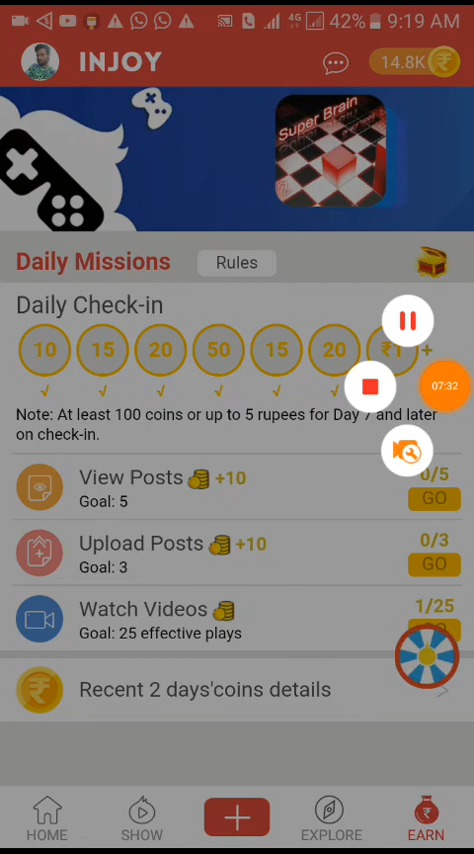 4G 42% 9:19 AM
INJOY
14.8K
Super Brain
Daily Missions
Rules
Daily Check-in
10 15 20 50 15 20 ₹1 +
√ √ √ √ √ √
07:32
Note: At least 100 coins or up to 5 rupees for Day 7 and later
on check-in.
View Posts +10
0/5
Goal: 5
GO
Upload Posts +10
0/3
Goal: 3
GO
Watch Videos
1/25
Goal: 25 effective plays
Recent 2 days'coins details >
HOME
SHOW
EXPLORE
EARN